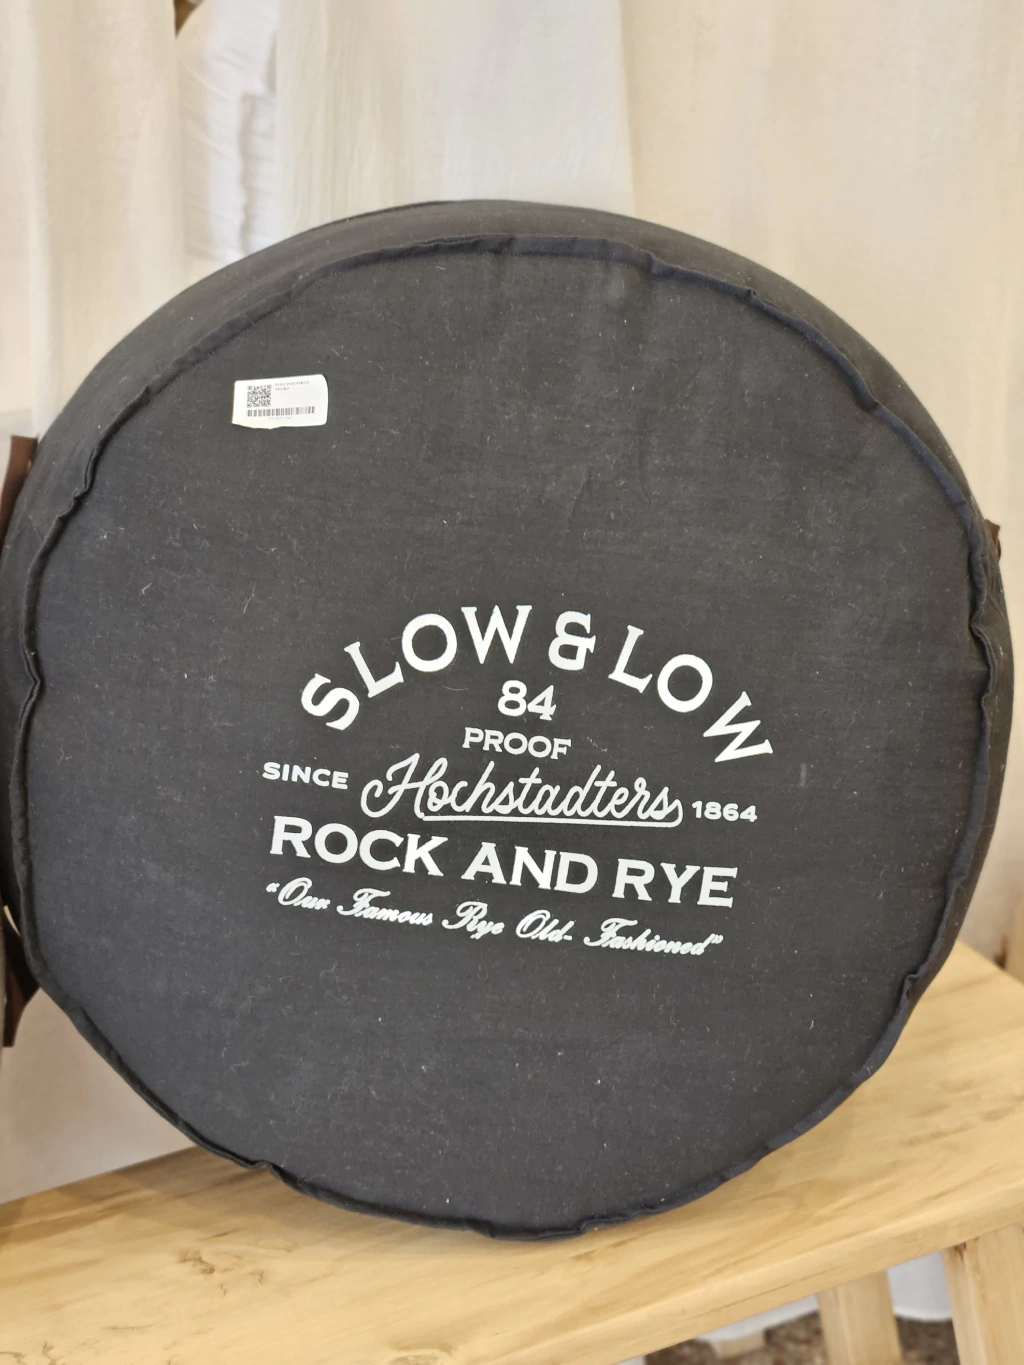 SLOW & LOW
84
PROOF
SINCE Hochstadters 1864
ROCK AND RYE
"Our Famous Rye Old-Fashioned"